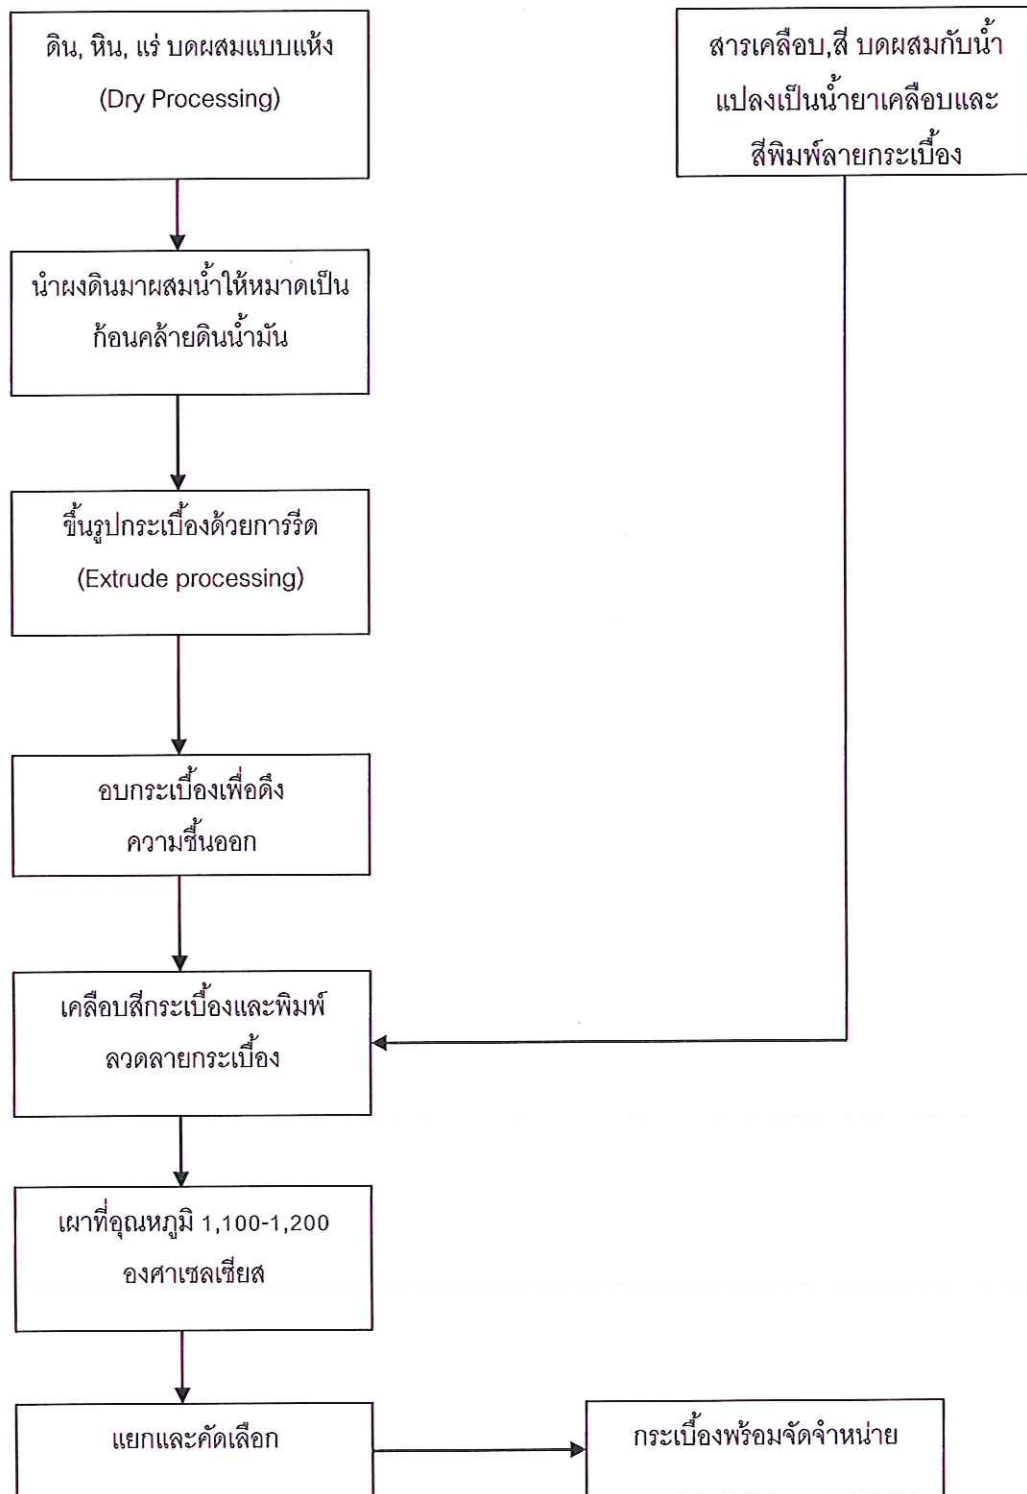 ดิน, หิน, แร่ บดผสมแบบแห้ง
(Dry Processing)
สารเคลือบ,สี บดผสมกับน้ำ
แปลงเป็นน้ำยาเคลือบและ
สีพิมพ์ลายกระเบื้อง
นำผงดินมาผสมน้ำให้หมาดเป็น
ก้อนคล้ายดินน้ำมัน
ขึ้นรูปกระเบื้องด้วยการรีด
(Extrude processing)
อบกระเบื้องเพื่อดึง
ความชื้นออก
เคลือบสีกระเบื้องและพิมพ์
ลวดลายกระเบื้อง
เผาที่อุณหภูมิ 1,100-1,200
องศาเซลเซียส
แยกและคัดเลือก
กระเบื้องพร้อมจัดจำหน่าย